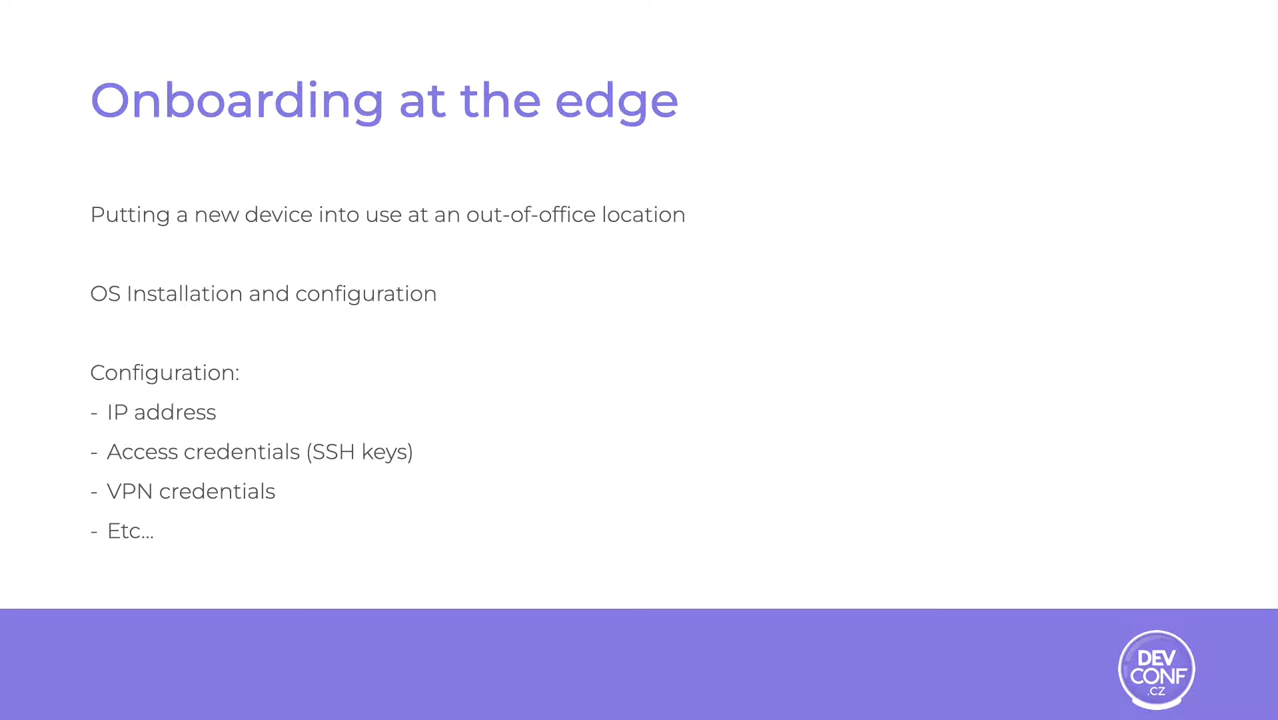 Onboarding at the edge
Putting a new device into use at an out-of-office location
OS Installation and configuration
Configuration:
- IP address
- Access credentials (SSH keys)
- VPN credentials
- Etc...
DEV
CONF
.CZ